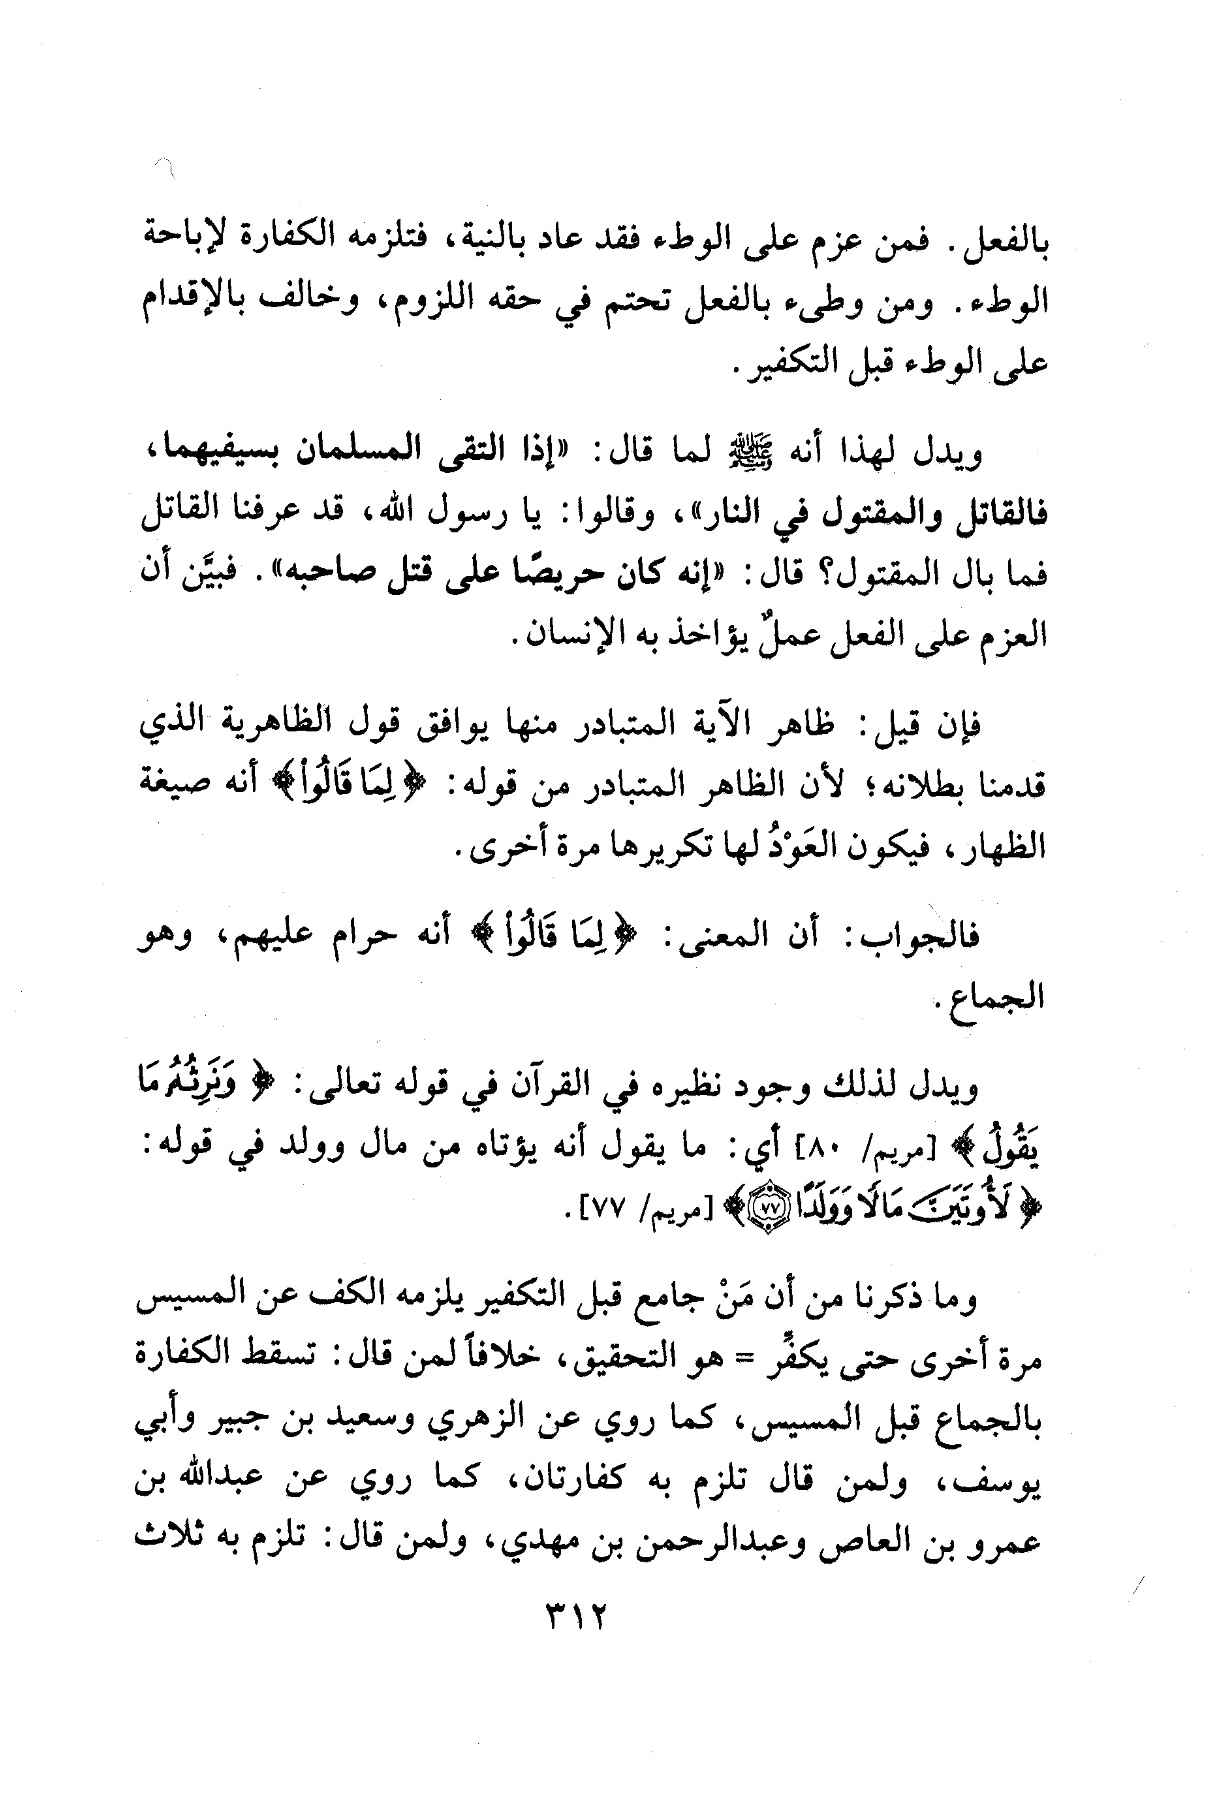 بالفعل. فمن عزم على الوطء فقد عاد بالنية، فتلزمه الكفارة لإباحة
الوطء. ومن وطىء بالفعل تحتم في حقه اللزوم، وخالف بالإقدام
على الوطء قبل التكفير.
ويدل لهذا أنه ﷺ لما قال: «إذا التقى المسلمان بسيفيهما،
فالقاتل والمقتول في النار»، وقالوا: يا رسول الله، قد عرفنا القاتل
فما بال المقتول؟ قال: «إنه كان حريصًا على قتل صاحبه». فبيَّن أن
العزم على الفعل عملٌ يؤاخذ به الإنسان.
فإن قيل: ظاهر الآية المتبادر منها يوافق قول الظاهرية الذي
قدمنا بطلانه؛ لأن الظاهر المتبادر من قوله: ﴿لِمَا قَالُواْ﴾ أنه صيغة
الظهار، فيكون العَوْدُ لها تكريرها مرة أخرى.
فالجواب: أن المعنى: ﴿لِمَا قَالُواْ﴾ أنه حرام عليهم، وهو
الجماع.
ويدل لذلك وجود نظيره في القرآن في قوله تعالى: ﴿وَنَرِثُهُ مَا
يَقُولُ﴾ [مريم/ ٨٠] أي: ما يقول أنه يؤتاه من مال وولد في قوله:
﴿لَأُوتَيَنَّ مَالًا وَوَلَدًا ٧٧﴾ [مريم/ ٧٧].
وما ذكرنا من أن مَنْ جامع قبل التكفير يلزمه الكف عن المسيس
مرة أخرى حتى يكفِّر = هو التحقيق، خلافاً لمن قال: تسقط الكفارة
بالجماع قبل المسيس، كما روي عن الزهري وسعيد بن جبير وأبي
يوسف، ولمن قال تلزم به كفارتان، كما روي عن عبدالله بن
عمرو بن العاص وعبدالرحمن بن مهدي، ولمن قال: تلزم به ثلاث
٣١٢